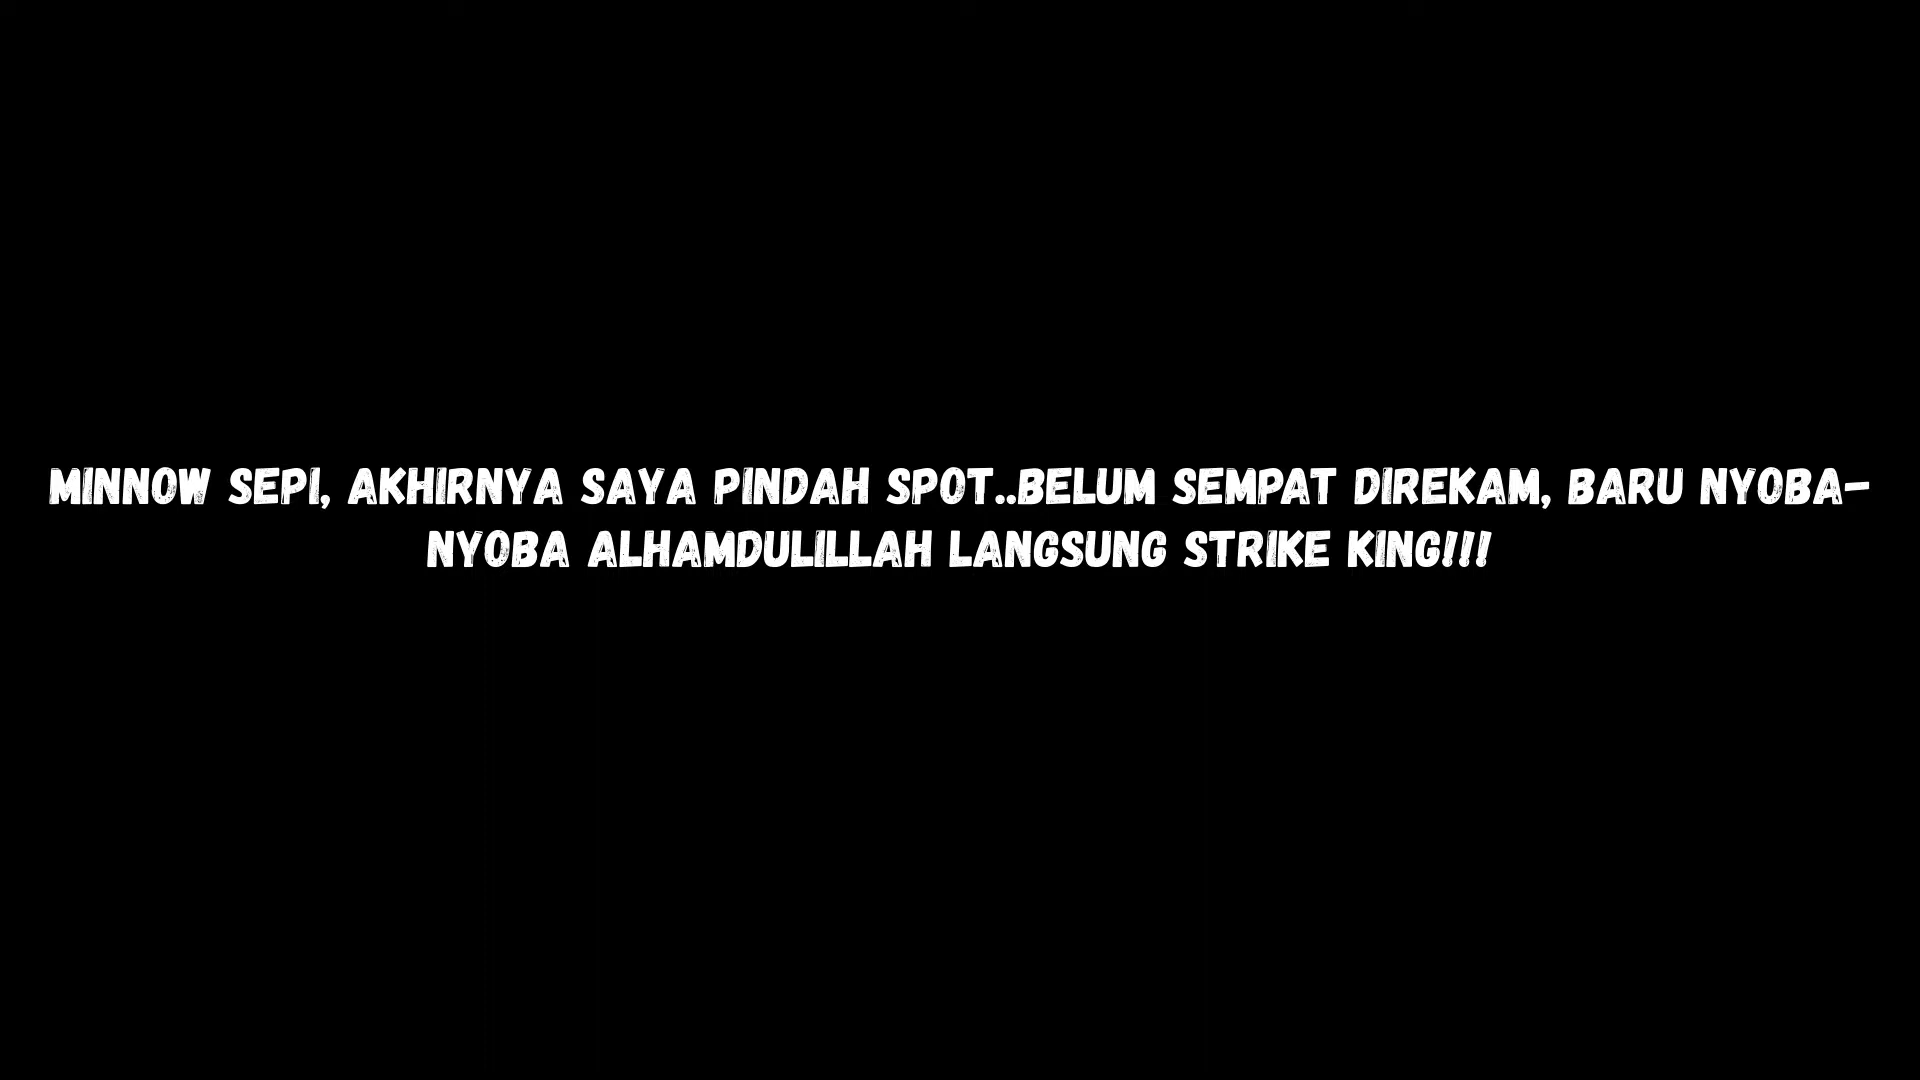 MINNOW SEPI, AKHIRNYA SAYA PINDAH SPOT..BELUM SEMPAT DIREKAM, BARU NYOBA-
NYOBA ALHAMDULILLAH LANGSUNG STRIKE KING!!!